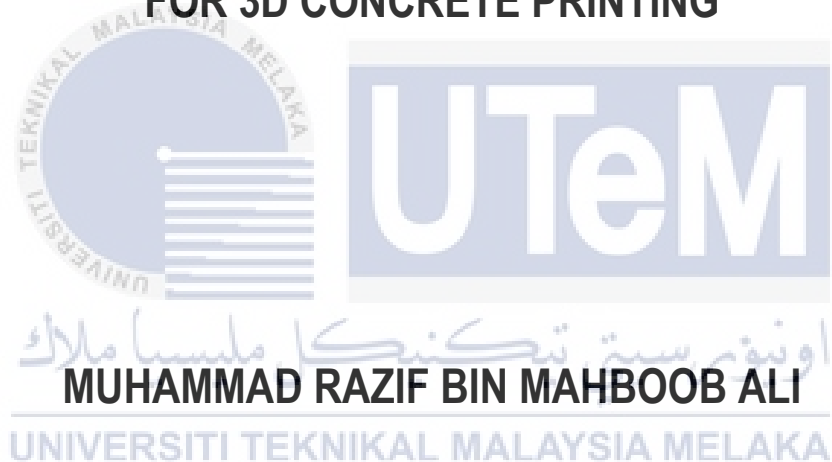 FOR 3D CONCRETE PRINTING
UNIVERSITI TEKNIKAL MALAYSIA MELAKA
UTeM
اونيۏرسيتي تيكنيكل مليسيا ملاك
MUHAMMAD RAZIF BIN MAHBOOB ALI
UNIVERSITI TEKNIKAL MALAYSIA MELAKA